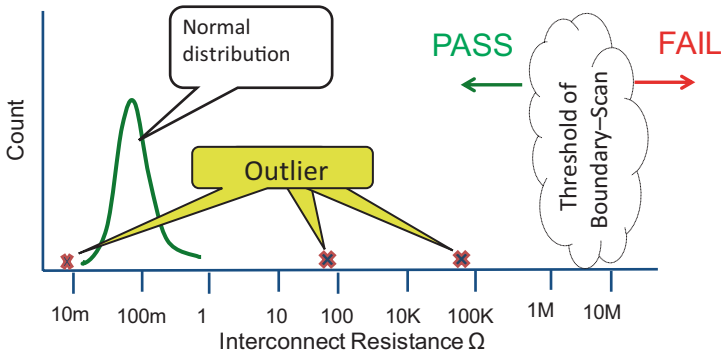 Normal
distribution
PASS
FAIL
Count
Outlier
Threshold of
Boundary–Scan
10m 100m 1 10 100 10K 100K 1M 10M
Interconnect Resistance Ω